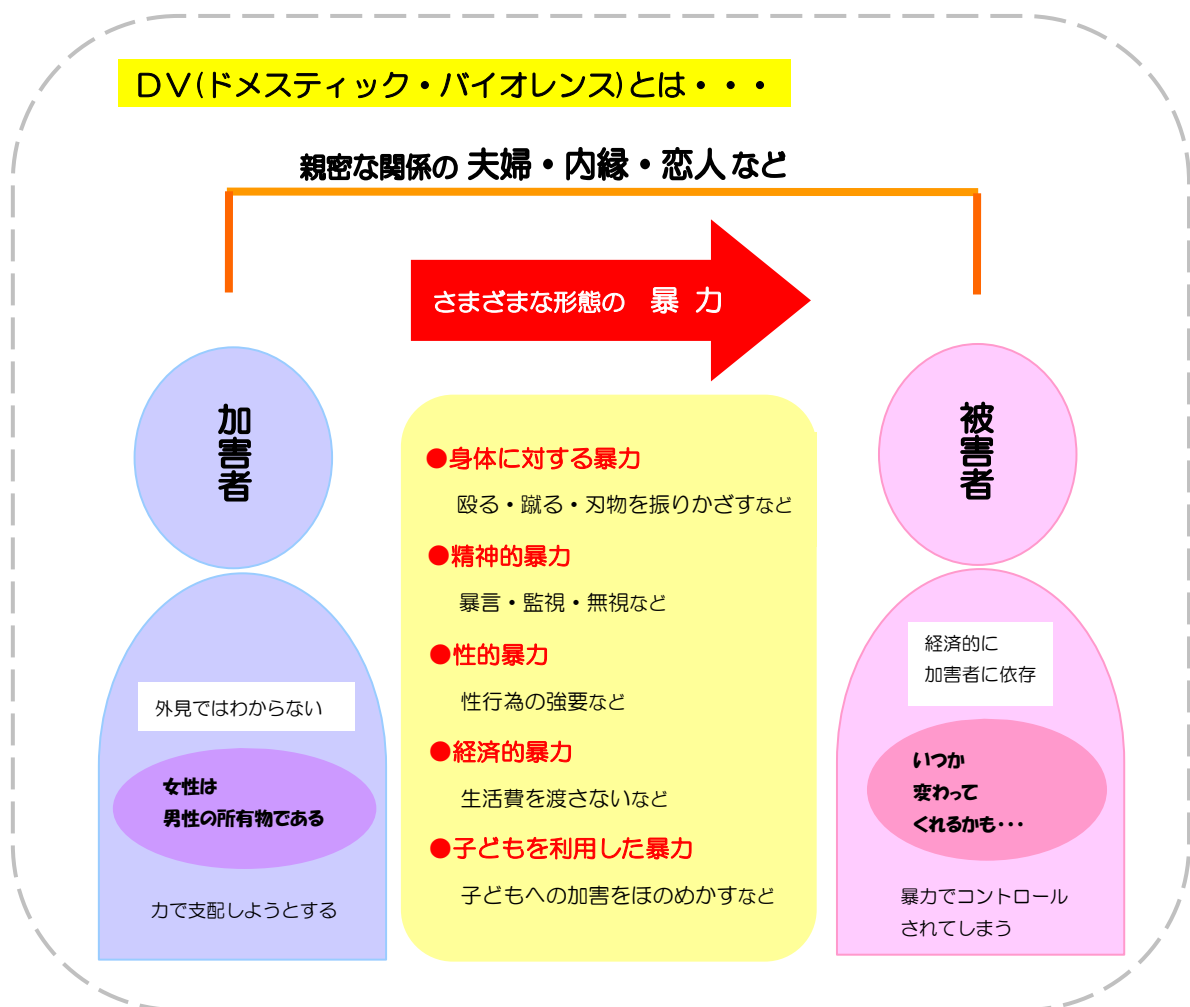 ＤＶ(ドメスティック・バイオレンス)とは・・・
親密な関係の 夫婦・内縁・恋人など
さまざまな形態の　暴 力
加害者
外見ではわからない
女性は
男性の所有物である
力で支配しようとする
●身体に対する暴力
殴る・蹴る・刃物を振りかざすなど
●精神的暴力
暴言・監視・無視など
●性的暴力
性行為の強要など
●経済的暴力
生活費を渡さないなど
●子どもを利用した暴力
子どもへの加害をほのめかすなど
被害者
経済的に
加害者に依存
いつか
変わって
くれるかも・・・
暴力でコントロール
されてしまう